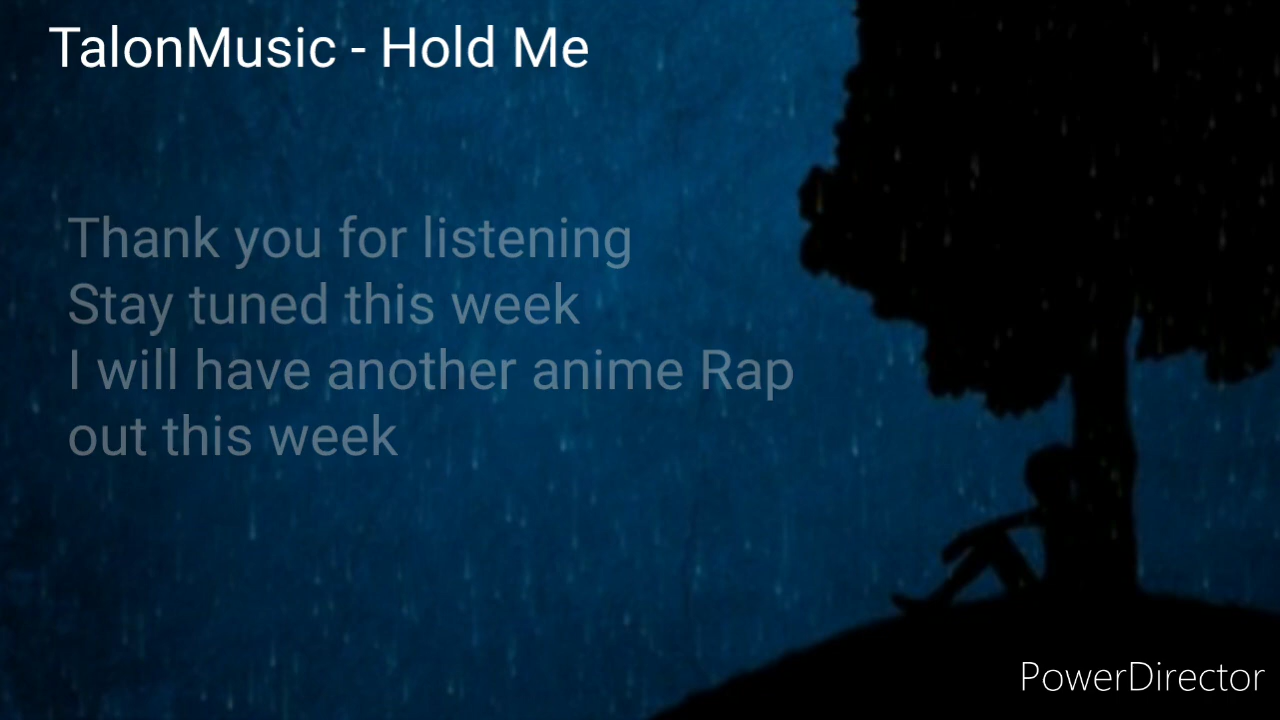 TalonMusic - Hold Me
Thank you for listening
Stay tuned this week
I will have another anime Rap
out this week
PowerDirector